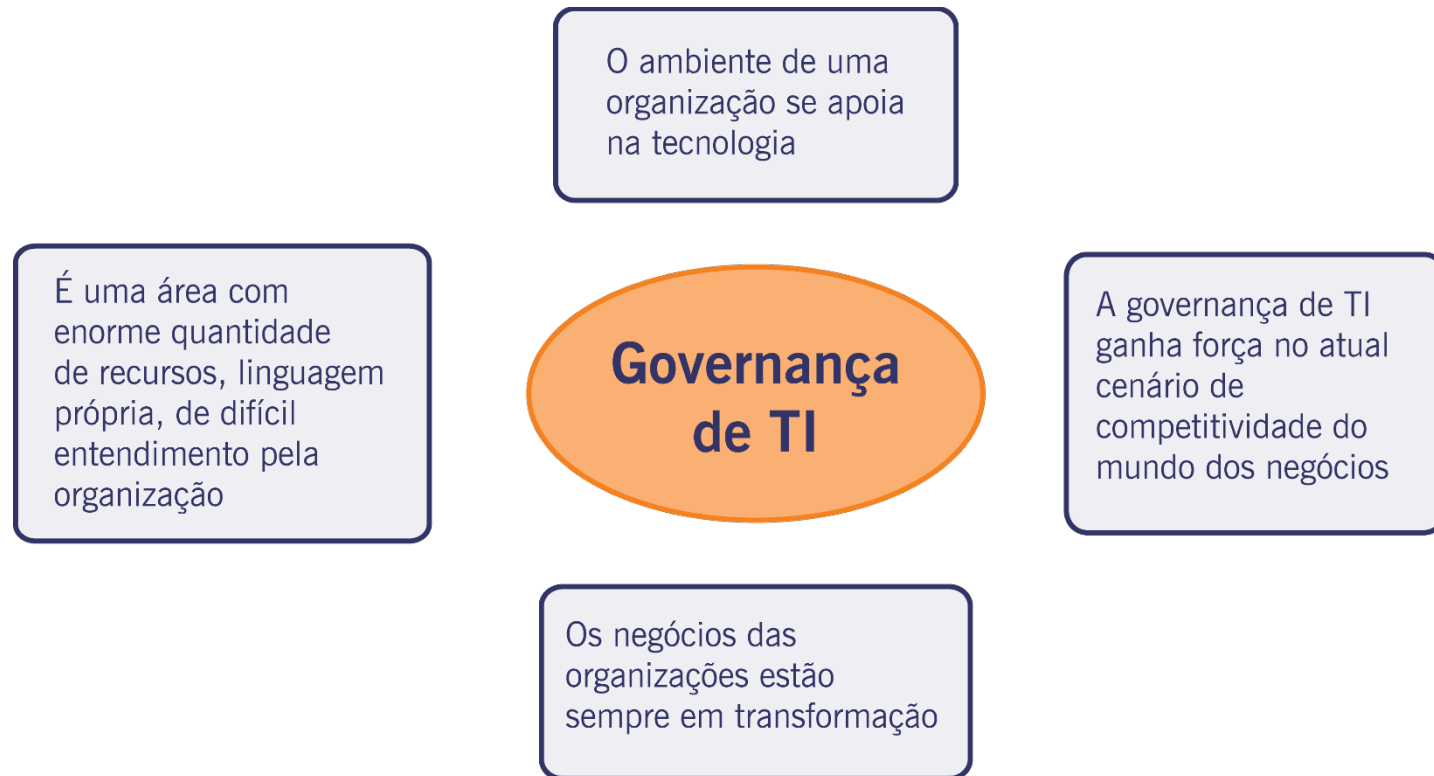 O ambiente de uma
organização se apoia
na tecnologia
É uma área com
enorme quantidade
de recursos, linguagem
própria, de difícil
entendimento pela
organização
Governança
de TI
A governança de TI
ganha força no atual
cenário de
competitividade do
mundo dos negócios
Os negócios das
organizações estão
sempre em transformação